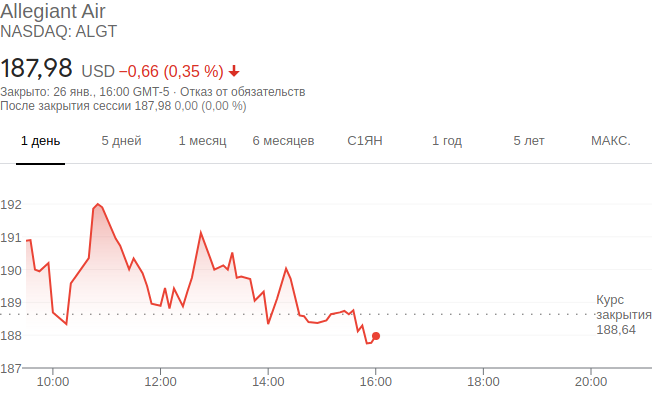 Allegiant Air
NASDAQ: ALGT
187,98 USD −0,66 (0,35 %)
Закрыто: 26 янв., 16:00 GMT-5 · Отказ от обязательств
После закрытия сессии 187,98 0,00 (0,00 %)
1 день 5 дней 1 месяц 6 месяцев С1ЯН 1 год 5 лет МАКС.
192
191
190
189
Курс
закрытия
188,64
188
187
10:00 12:00 14:00 16:00 18:00 20:00